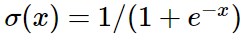 σ(x) = 1/(1 + e^{−x})